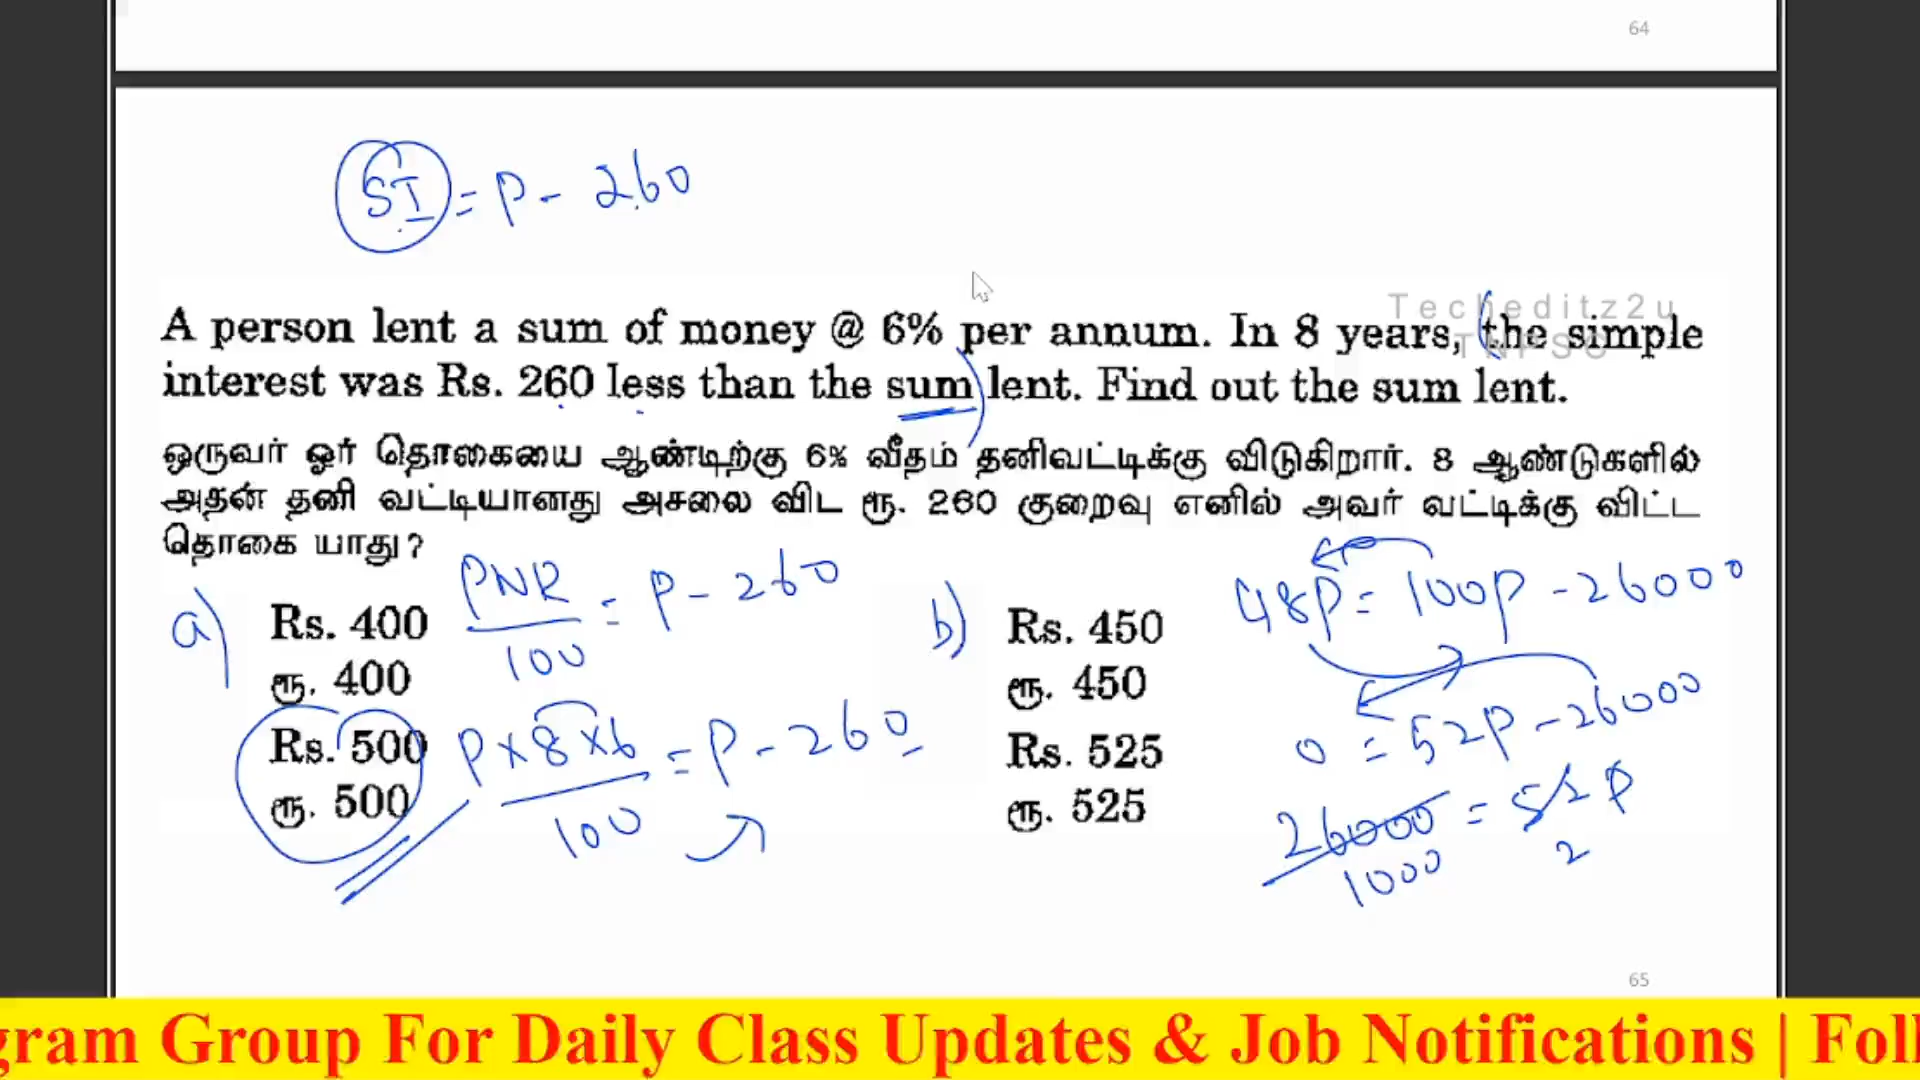 64
SI = P - 260
Techeditz2u
TNPSC
A person lent a sum of money @ 6% per annum. In 8 years, the simple
interest was Rs. 260 less than the sum lent. Find out the sum lent.
ஒருவர் ஓர் தொகையை ஆண்டிற்கு 6% வீதம் தனிவட்டிக்கு விடுகிறார். 8 ஆண்டுகளில்
அதன் தனி வட்டியானது அசலை விட ரூ. 260 குறைவு எனில் அவர் வட்டிக்கு விட்ட
தொகை யாது?
a) Rs. 400
ரூ. 400
PNR = P - 260
100
b) Rs. 450
ரூ. 450
48P = 100P - 26000
Rs. 500
ரூ. 500
P x 8 x 6 = P - 260
100
Rs. 525
ரூ. 525
0 = 52P - 26000
26000 = 52 P
1000 2
65
gram Group For Daily Class Updates & Job Notifications | Foll